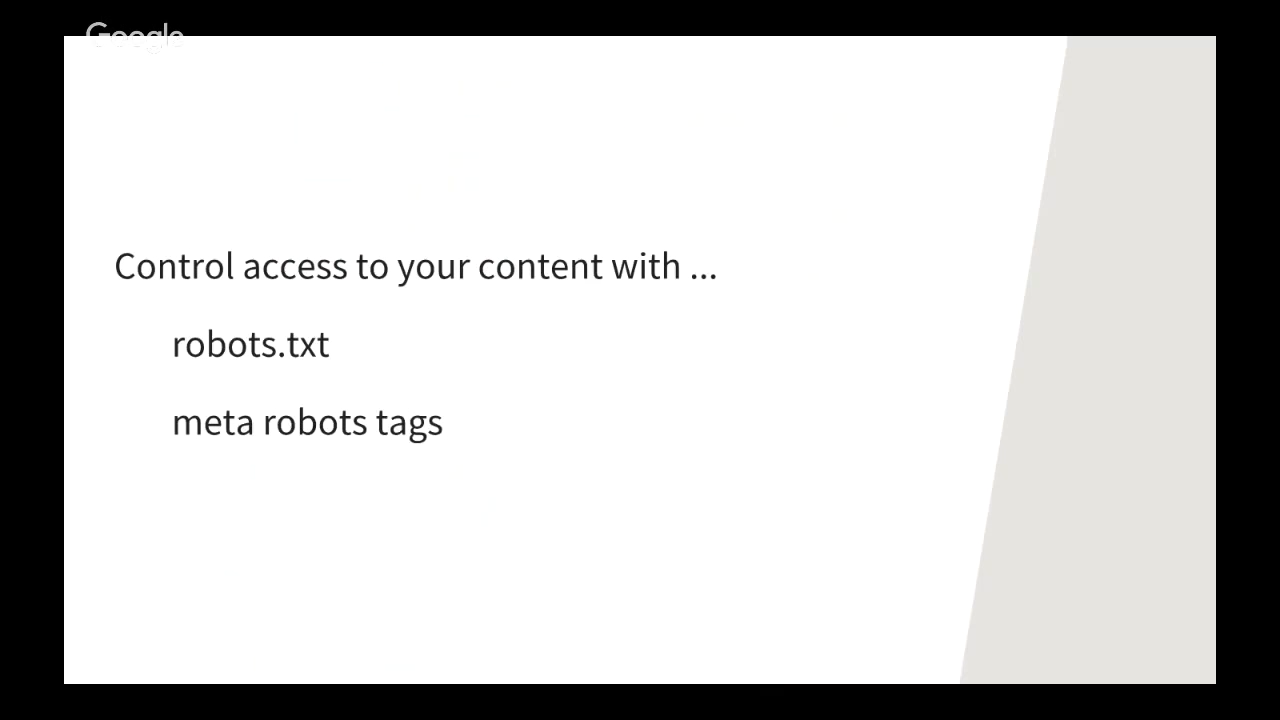 Google
Control access to your content with ...
robots.txt
meta robots tags